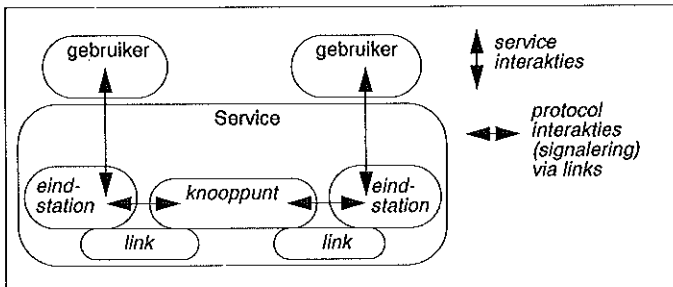 gebruiker
gebruiker
service
interakties
Service
protocol
interakties
(signalering)
via links
eind-
station
knooppunt
eind-
station
link
link